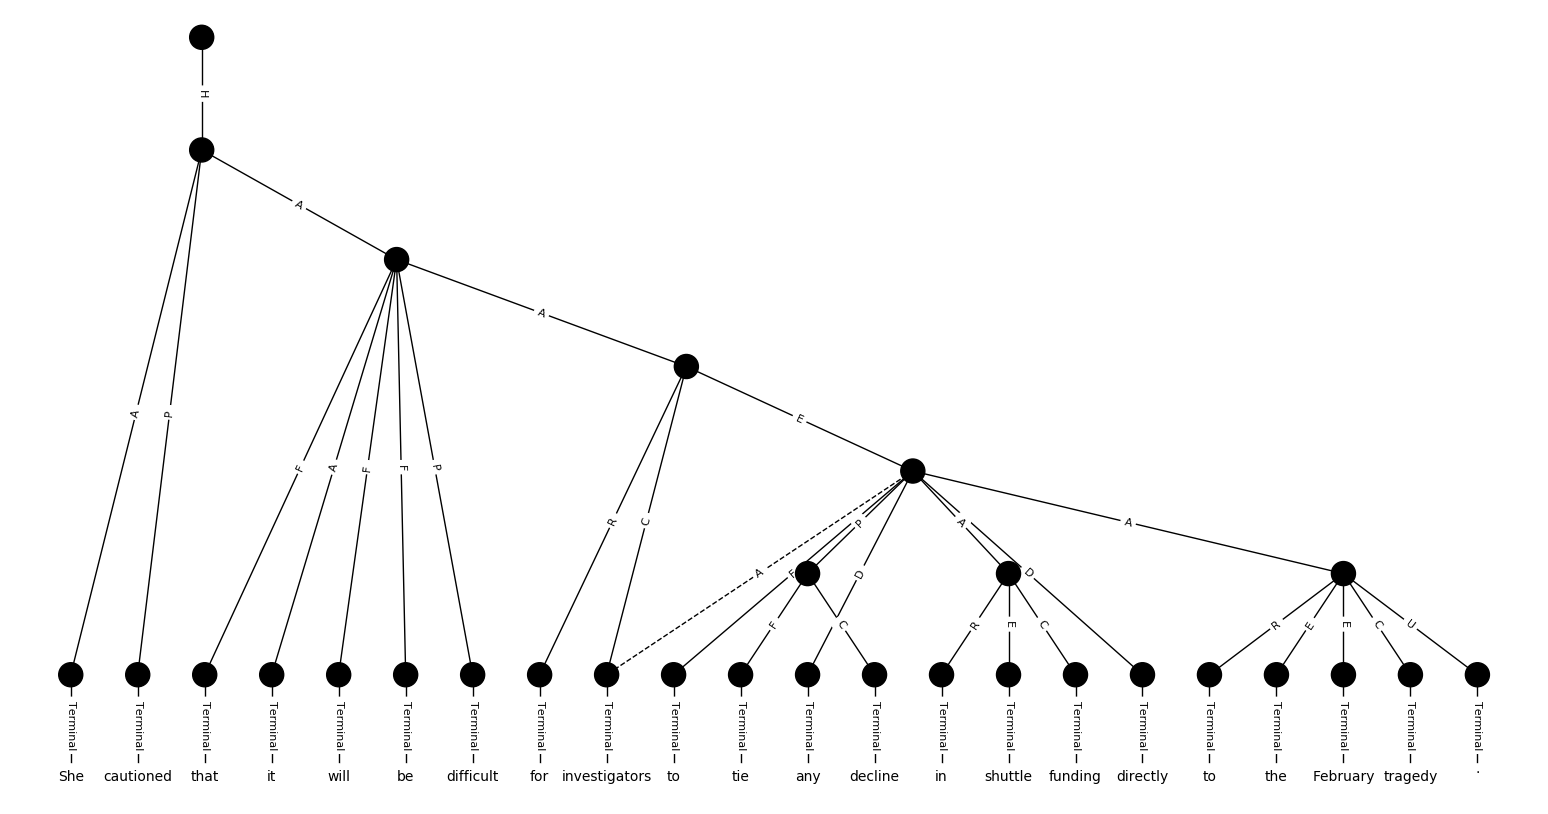 H
A
A
A P
E
F A F F P
R C
A F P D A D A
F C R E C R E E C U
Terminal Terminal Terminal Terminal Terminal Terminal Terminal Terminal Terminal Terminal Terminal Terminal Terminal Terminal Terminal Terminal Terminal Terminal Terminal Terminal Terminal Terminal
She cautioned that it will be difficult for investigators to tie any decline in shuttle funding directly to the February tragedy .